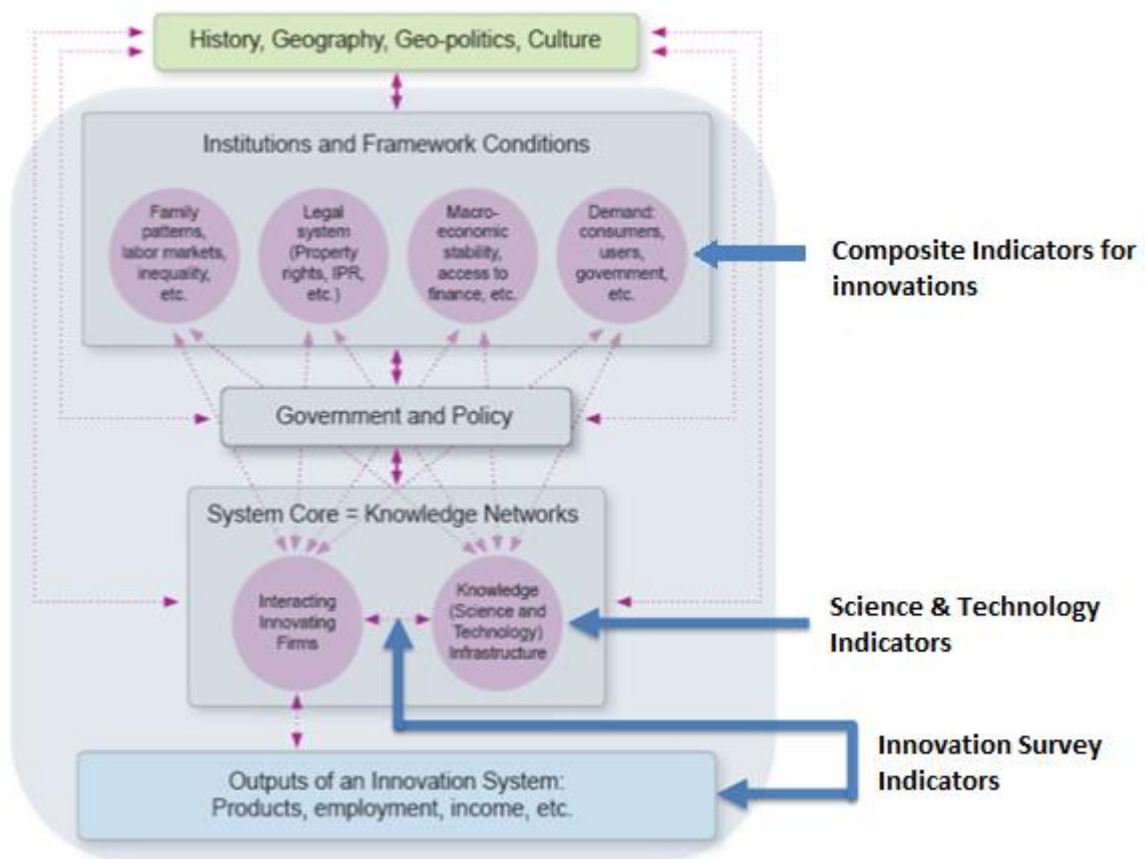 History, Geography, Geo-politics, Culture
Institutions and Framework Conditions
Family
patterns,
labor markets,
inequality,
etc.
Legal
system
(Property
rights, IPR,
etc.)
Macro-
economic
stability,
access to
finance, etc.
Demand:
consumers,
users,
government,
etc.
Composite Indicators for
innovations
Government and Policy
System Core = Knowledge Networks
Interacting
Innovating
Firms
Knowledge
(Science and
Technology)
Infrastructure
Science & Technology
Indicators
Innovation Survey
Indicators
Outputs of an Innovation System:
Products, employment, income, etc.